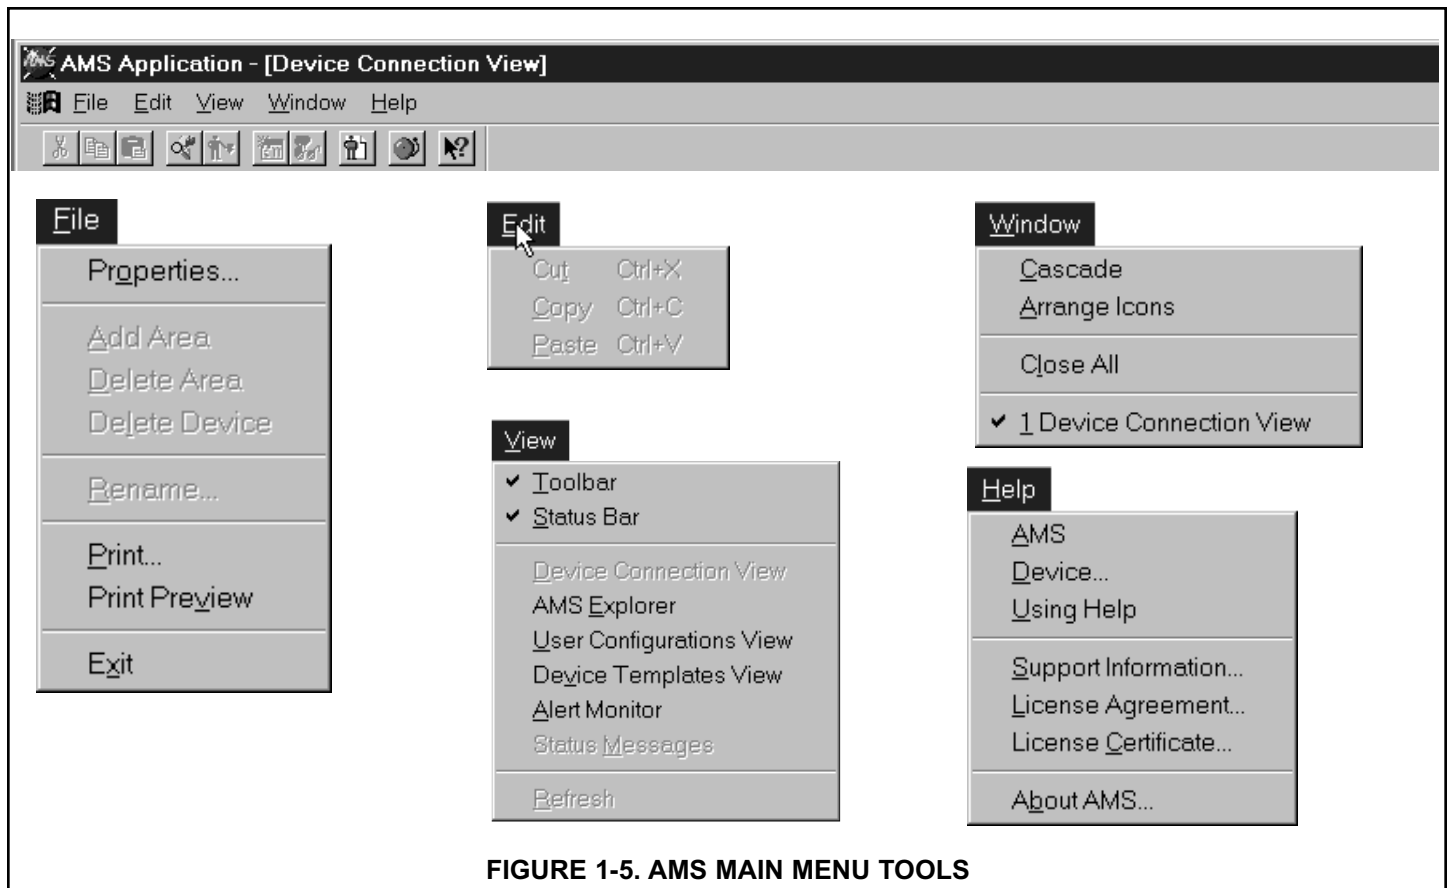 AMS Application - [Device Connection View]
File Edit View Window Help
File
Properties...
Add Area
Delete Area
Delete Device
Rename...
Print...
Print Preview
Exit
Edit
Cut Ctrl+X
Copy Ctrl+C
Paste Ctrl+V
View
Toolbar
Status Bar
Device Connection View
AMS Explorer
User Configurations View
Device Templates View
Alert Monitor
Status Messages
Refresh
Window
Cascade
Arrange Icons
Close All
1 Device Connection View
Help
AMS
Device...
Using Help
Support Information...
License Agreement...
License Certificate...
About AMS...
FIGURE 1-5. AMS MAIN MENU TOOLS